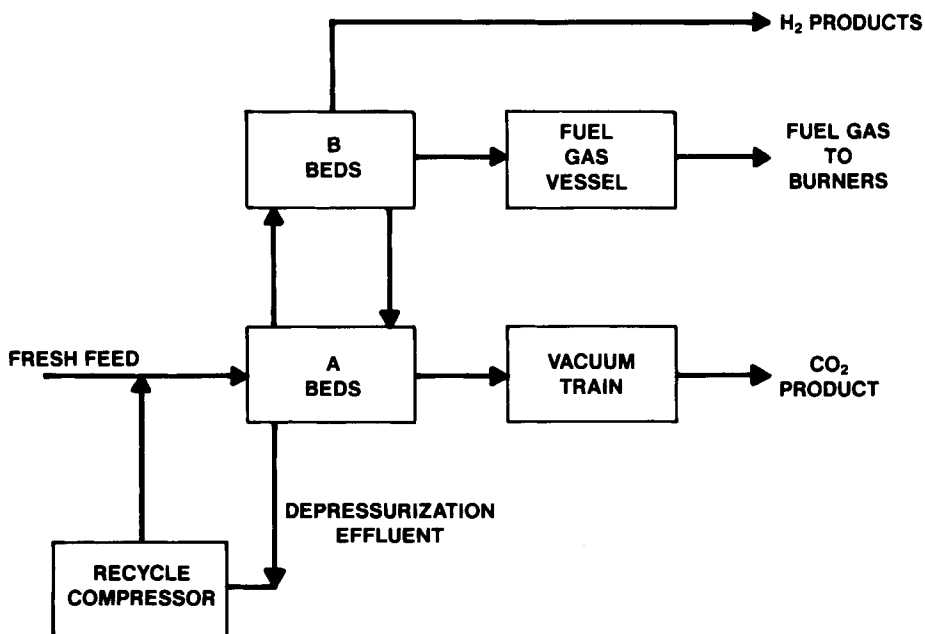 H₂ PRODUCTS
B
BEDS
FUEL
GAS
VESSEL
FUEL GAS
TO
BURNERS
FRESH FEED
A
BEDS
VACUUM
TRAIN
CO₂
PRODUCT
DEPRESSURIZATION
EFFLUENT
RECYCLE
COMPRESSOR